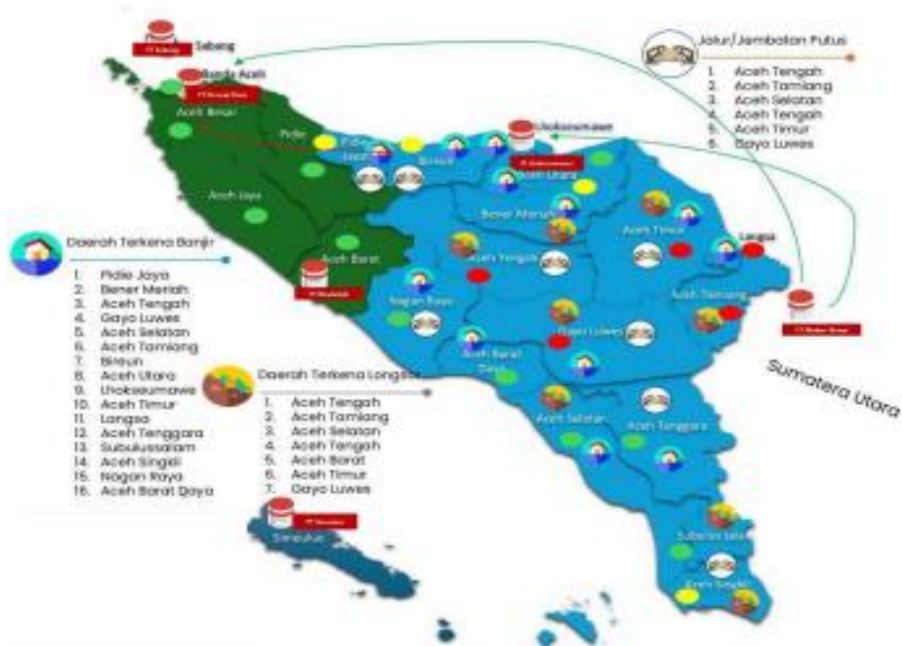 Sabang
Banda Aceh
Aceh Besar
Pidie
Pidie
Jaya
Bireun
Lhokseumawe
Aceh Utara
Bener Meriah
Aceh Jaya
Aceh Barat
Aceh Tengah
Aceh Timur
Langsa
Aceh Tamiang
Nagan Raya
Gayo Luwes
Aceh Barat
Daya
Aceh Selatan
Aceh Tenggara
Aceh Singkil
Simeulue
Sumatera Utara
Jalur/Jembatan Putus
1. Aceh Tengah
2. Aceh Tamiang
3. Aceh Selatan
4. Aceh Tengah
5. Aceh Timur
6. Gayo Luwes
Daerah Terkena Banjir
1. Pidie Jaya
2. Bener Meriah
3. Aceh Tengah
4. Gayo Luwes
5. Aceh Selatan
6. Aceh Tamiang
7. Bireun
8. Aceh Utara
9. Lhokseumawe
10. Aceh Timur
11. Langsa
12. Aceh Tenggara
13. Subulussalam
14. Aceh Singkil
15. Nagan Raya
16. Aceh Barat Daya
Daerah Terkena Longsor
1. Aceh Tengah
2. Aceh Tamiang
3. Aceh Selatan
4. Aceh Tengah
5. Aceh Barat
6. Aceh Timur
7. Gayo Luwes